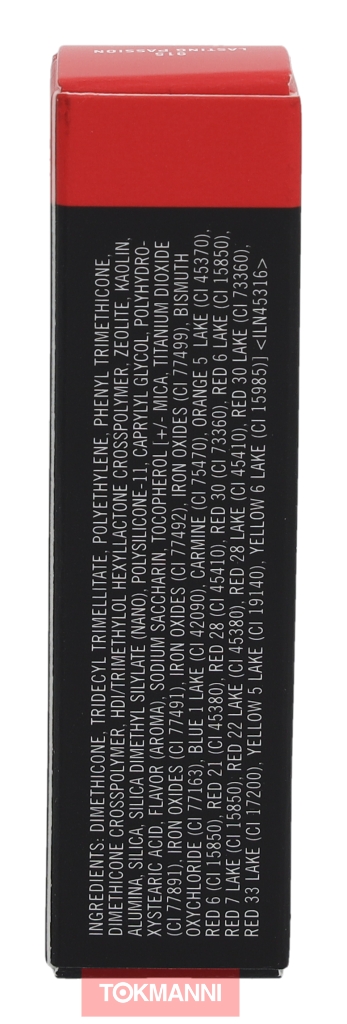 015
LASTING PASSION
INGREDIENTS: DIMETHICONE, TRIDECYL TRIMELLITATE, POLYETHYLENE, PHENYL TRIMETHICONE,
DIMETHICONE CROSSPOLYMER, HDI/TRIMETHYLOL HEXYLLACTONE CROSSPOLYMER, ZEOLITE, KAOLIN,
ALUMINA, SILICA, SILICA DIMETHYL SILYLATE (NANO), POLYSILICONE-11, CAPRYLYL GLYCOL, POLYHYDRO-
XYSTEARIC ACID, FLAVOR (AROMA), SODIUM SACCHARIN, TOCOPHEROL [+/- MICA, TITANIUM DIOXIDE
(CI 77891), IRON OXIDES (CI 77491), IRON OXIDES (CI 77492), IRON OXIDES (CI 77499), BISMUTH
OXYCHLORIDE (CI 77163), BLUE 1 LAKE (CI 42090), CARMINE (CI 75470), ORANGE 5 LAKE (CI 45370),
RED 6 (CI 15850), RED 21 (CI 45380), RED 28 (CI 45410), RED 30 (CI 73360), RED 6 LAKE (CI 15850),
RED 7 LAKE (CI 15850), RED 22 LAKE (CI 45380), RED 28 LAKE (CI 45410), RED 30 LAKE (CI 73360),
RED 33 LAKE (CI 17200), YELLOW 5 LAKE (CI 19140), YELLOW 6 LAKE (CI 15985)] <ILN45316>
TOKMANNI